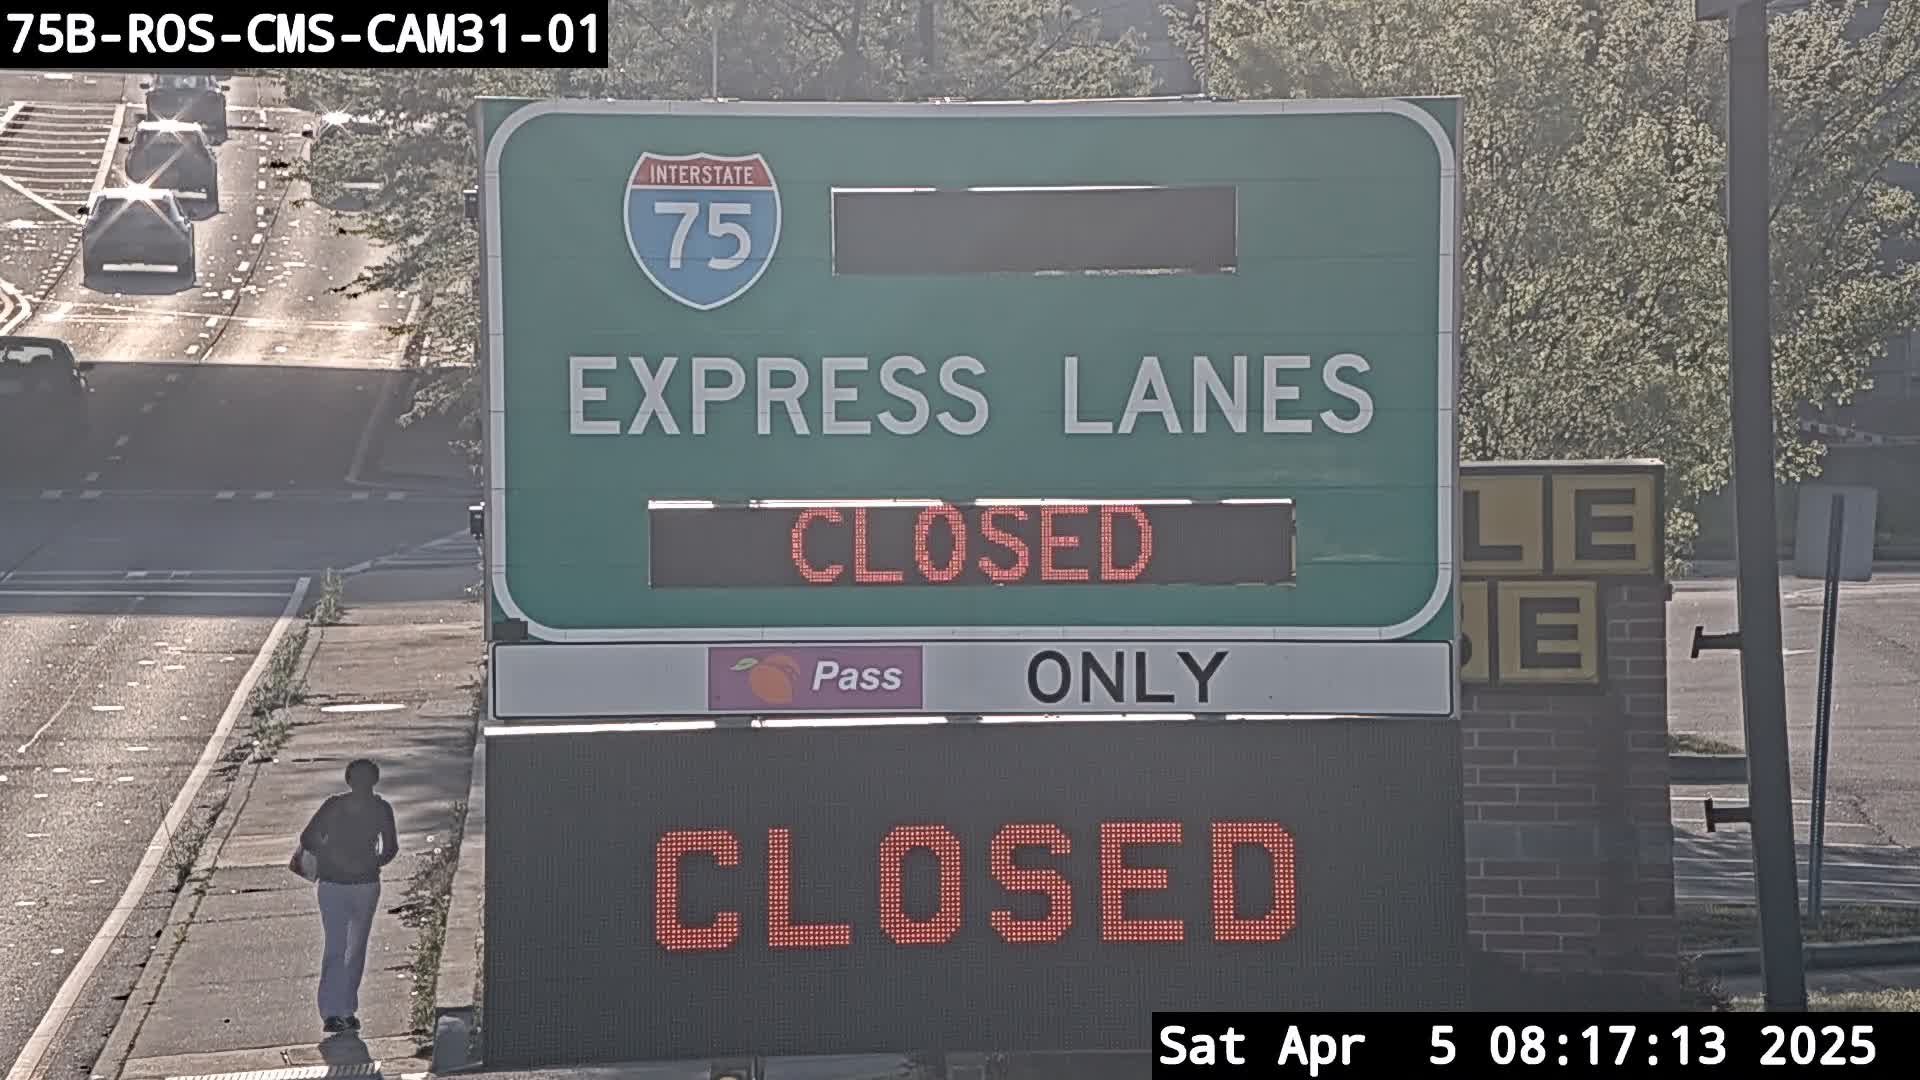 75B-ROS-CMS-CAM31-01
INTERSTATE
75
EXPRESS LANES
CLOSED
Pass ONLY
CLOSED
LE
E
Sat Apr 5 08:17:13 2025